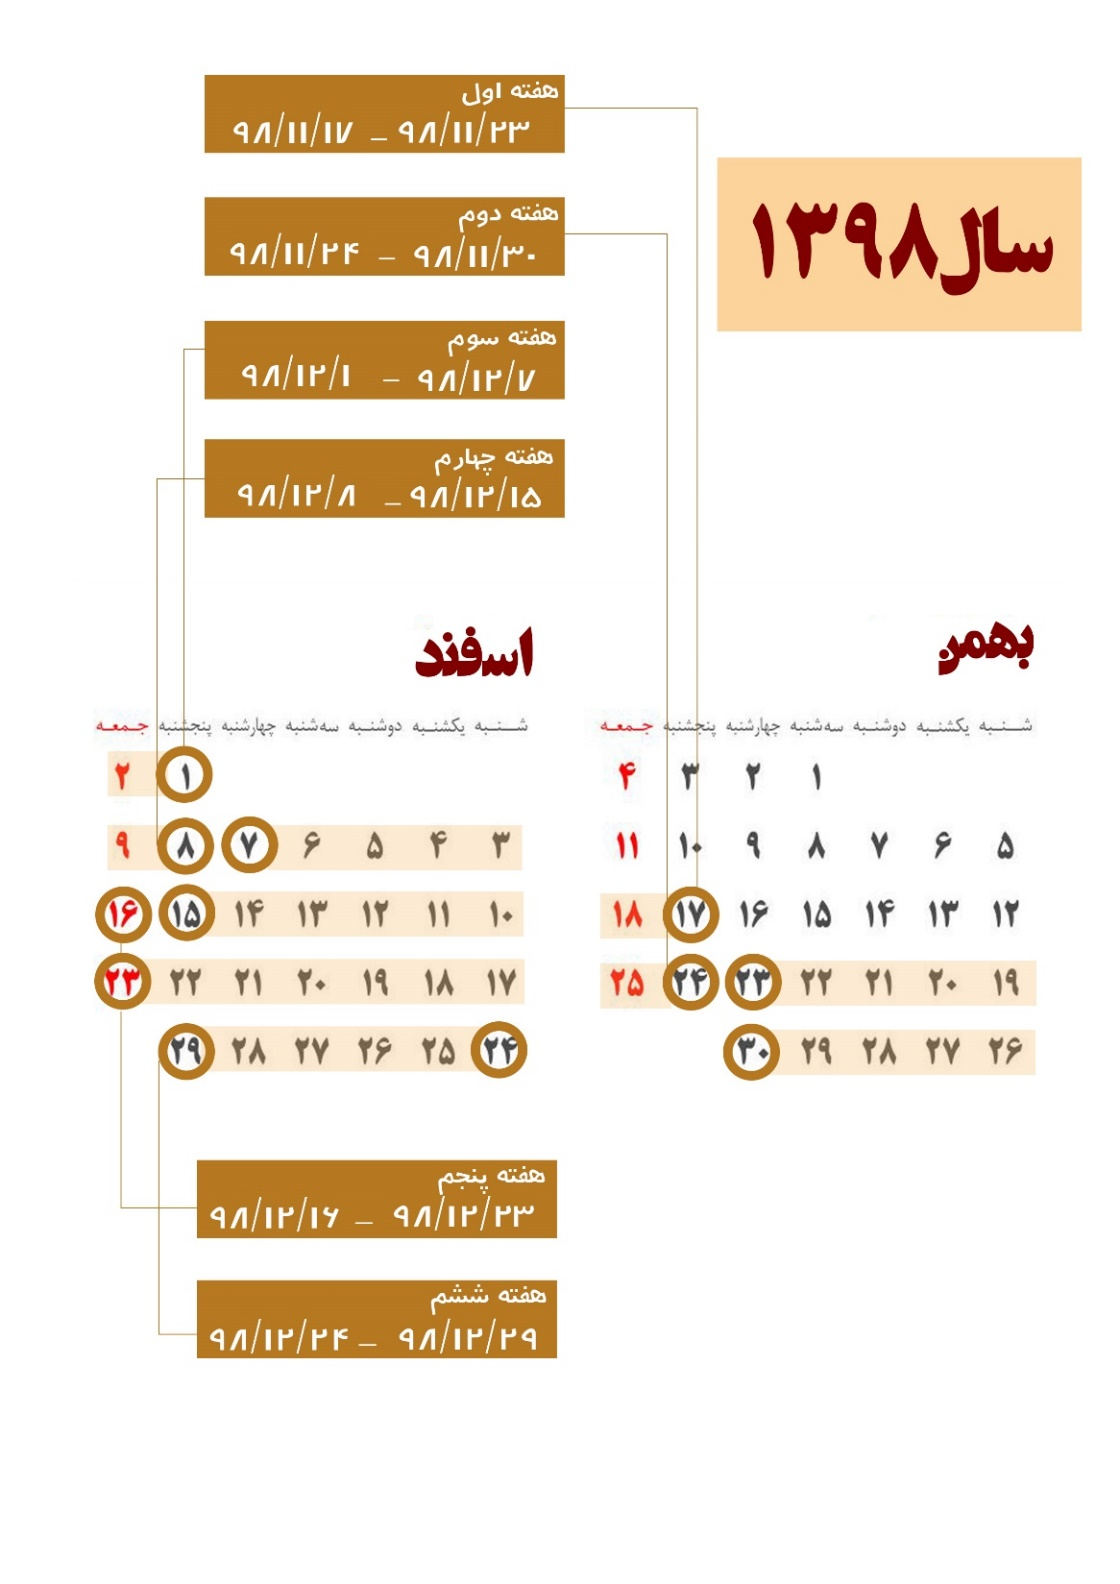 هفته اول
۹۸/۱۱/۱۷ – ۹۸/۱۱/۲۳
سال۱۳۹۸
هفته دوم
۹۸/۱۱/۲۴ – ۹۸/۱۱/۳۰
هفته سوم
۹۸/۱۲/۱ – ۹۸/۱۲/۷
هفته چهارم
۹۸/۱۲/۸ – ۹۸/۱۲/۱۵
بهمن
شنبه یکشنبه دوشنبه سه‌شنبه چهارشنبه پنجشنبه جمعه
۱ ۲ ۳ ۴
۵ ۶ ۷ ۸ ۹ ۱۰ ۱۱
۱۲ ۱۳ ۱۴ ۱۵ ۱۶ ۱۷ ۱۸
۱۹ ۲۰ ۲۱ ۲۲ ۲۳ ۲۴ ۲۵
۲۶ ۲۷ ۲۸ ۲۹ ۳۰
اسفند
شنبه یکشنبه دوشنبه سه‌شنبه چهارشنبه پنجشنبه جمعه
۱ ۲
۳ ۴ ۵ ۶ ۷ ۸ ۹
۱۰ ۱۱ ۱۲ ۱۳ ۱۴ ۱۵ ۱۶
۱۷ ۱۸ ۱۹ ۲۰ ۲۱ ۲۲ ۲۳
۲۴ ۲۵ ۲۶ ۲۷ ۲۸ ۲۹
هفته پنجم
۹۸/۱۲/۱۶ – ۹۸/۱۲/۲۳
هفته ششم
۹۸/۱۲/۲۴ – ۹۸/۱۲/۲۹